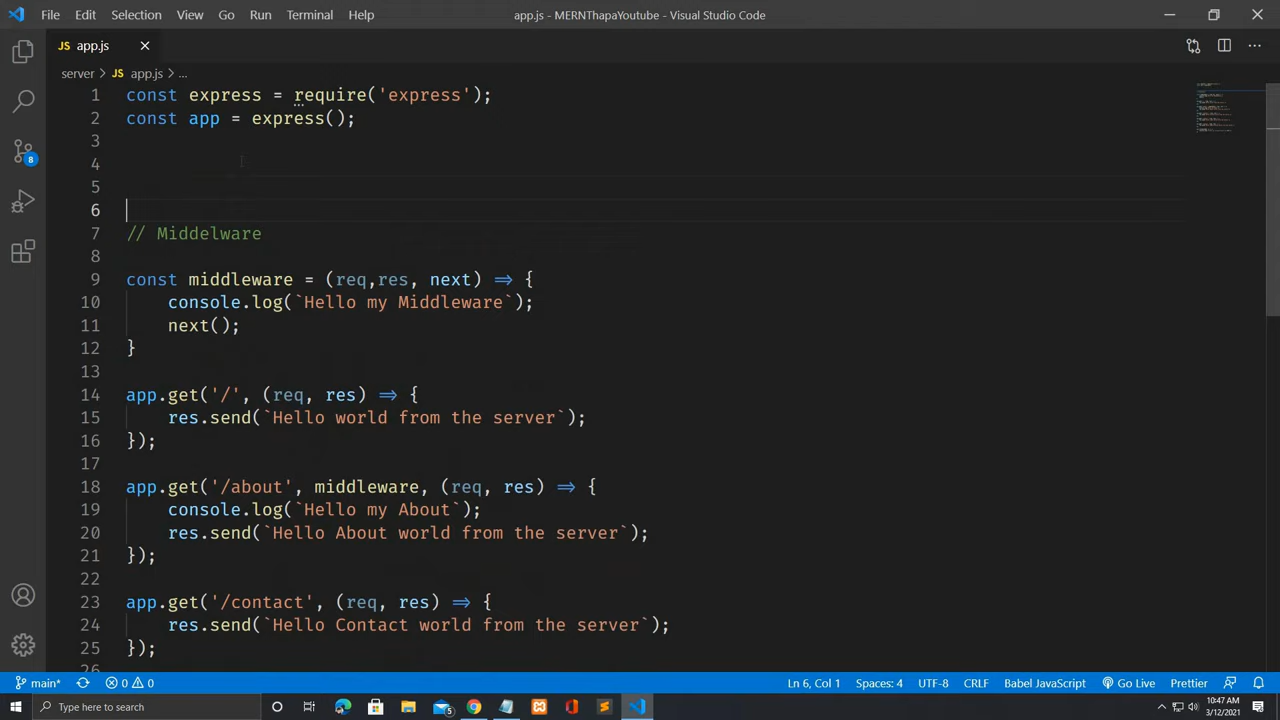 File Edit Selection View Go Run Terminal Help app.js - MERNThapaYoutube - Visual Studio Code
JS app.js
server > JS app.js > ...
1 const express = require('express');
2 const app = express();
3
4
5
6
7 // Middelware
8
9 const middleware = (req,res, next) => {
10 console.log(`Hello my Middleware`);
11 next();
12 }
13
14 app.get('/', (req, res) => {
15 res.send(`Hello world from the server`);
16 });
17
18 app.get('/about', middleware, (req, res) => {
19 console.log(`Hello my About`);
20 res.send(`Hello About world from the server`);
21 });
22
23 app.get('/contact', (req, res) => {
24 res.send(`Hello Contact world from the server`);
25 });
26
8
main* 0 0 Ln 6, Col 1 Spaces: 4 UTF-8 CRLF Babel JavaScript Go Live Prettier
Type here to search 5 10:47 AM
3/12/2021